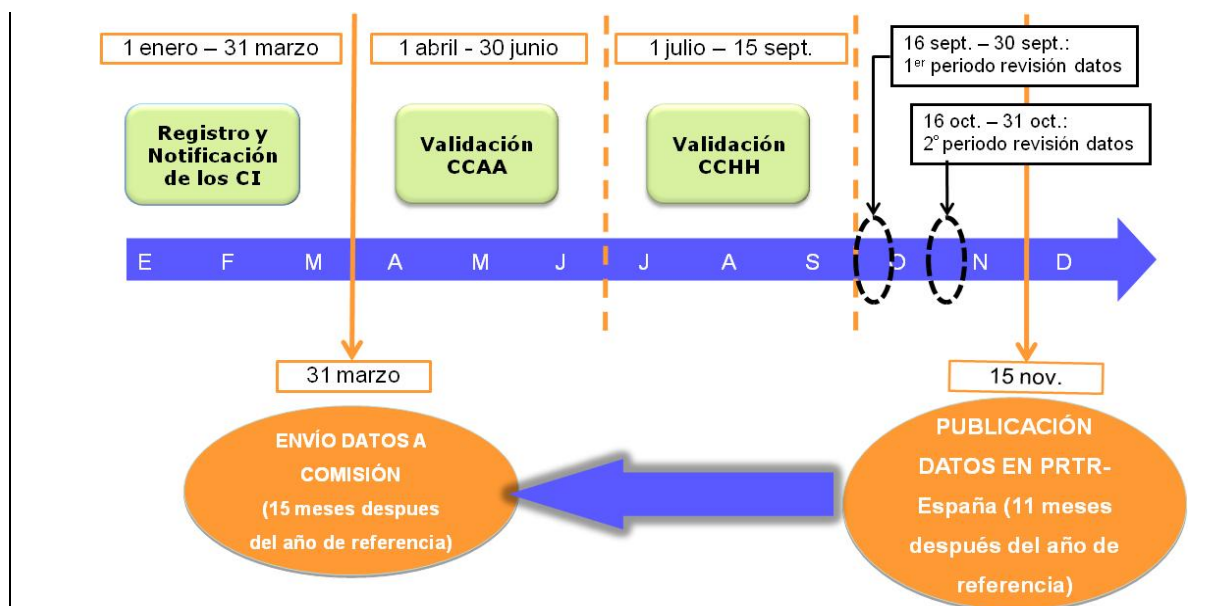 1 enero – 31 marzo
1 abril - 30 junio
1 julio – 15 sept.
16 sept. – 30 sept.:
1er periodo revisión datos
16 oct. – 31 oct.:
2º periodo revisión datos
Registro y
Notificación
de los CI
Validación
CCAA
Validación
CCHH
E F M A M J J A S O N D
31 marzo
15 nov.
ENVÍO DATOS A
COMISIÓN
(15 meses despues
del año de referencia)
PUBLICACIÓN
DATOS EN PRTR-
España (11 meses
después del año de
referencia)